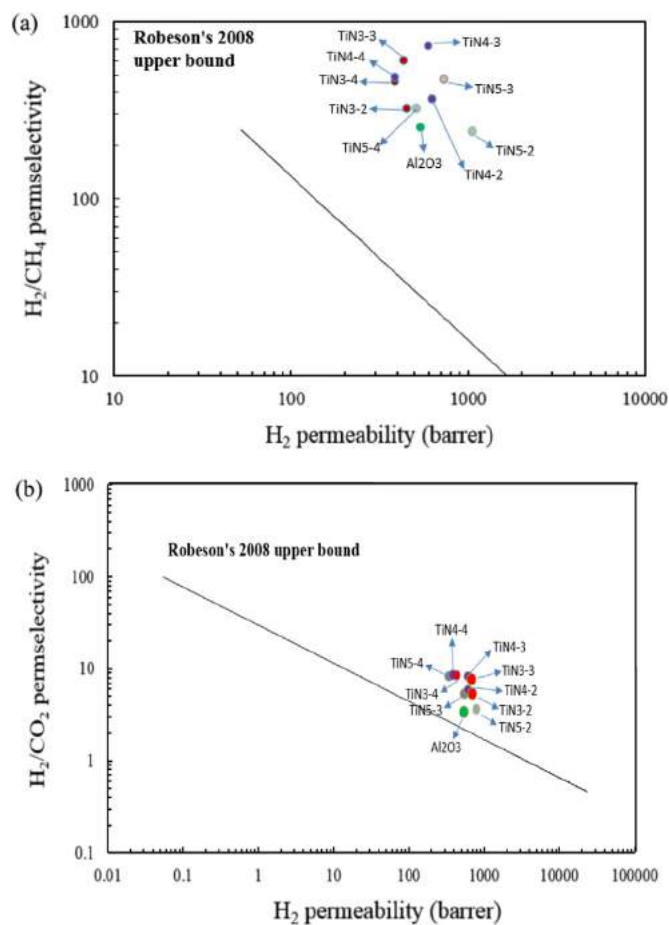 (a)
1000
100
10
Robeson's 2008
upper bound
TiN3-3
TiN4-4
TiN3-4
TiN3-2
TiN5-4
Al2O3
TiN4-3
TiN5-3
TiN5-2
TiN4-2
H₂/CH₄ permselectivity
10
100
1000
10000
H₂ permeability (barrer)
(b)
1000
100
10
1
0.1
Robeson's 2008 upper bound
TiN4-4
TiN4-3
TiN5-4
TiN3-3
TiN3-4
TiN4-2
TiN5-3
TiN3-2
TiN5-2
Al2O3
H₂/CO₂ permselectivity
0.01
0.1
1
10
100
1000
10000
100000
H₂ permeability (barrer)